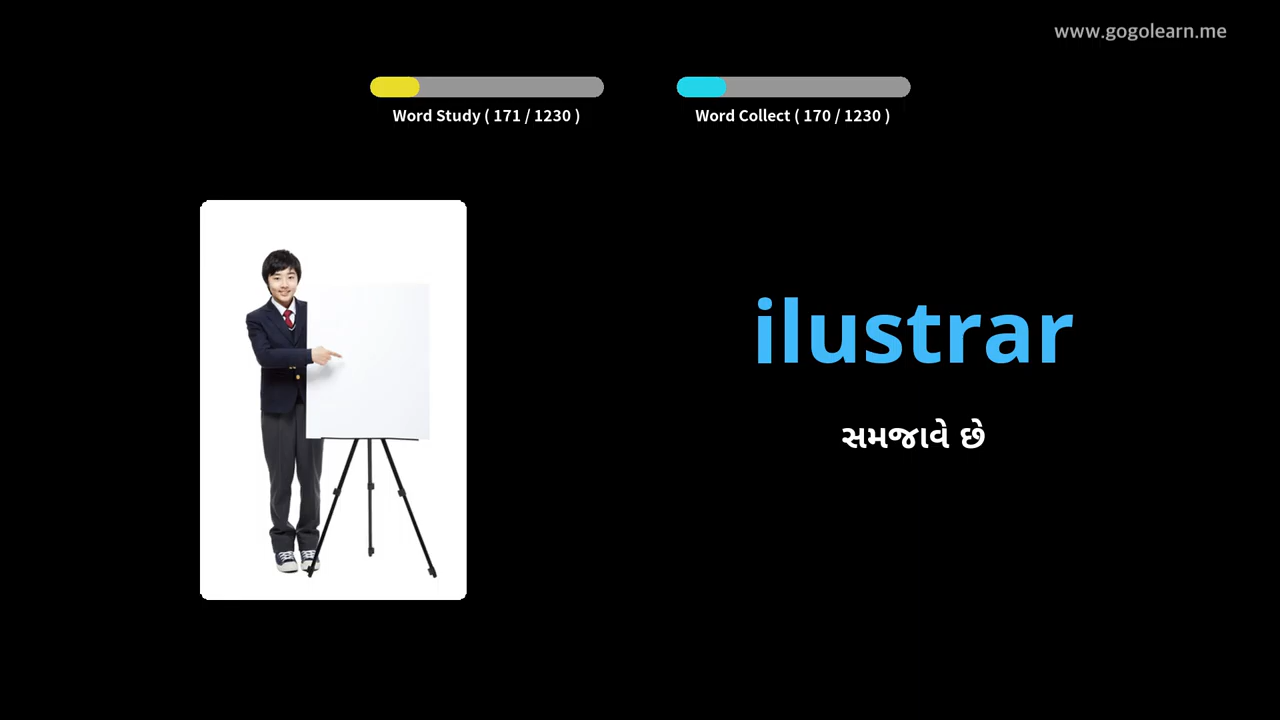 www.gogolearn.me
Word Study ( 171 / 1230 )
Word Collect ( 170 / 1230 )
ilustrar
સમજાવે છે